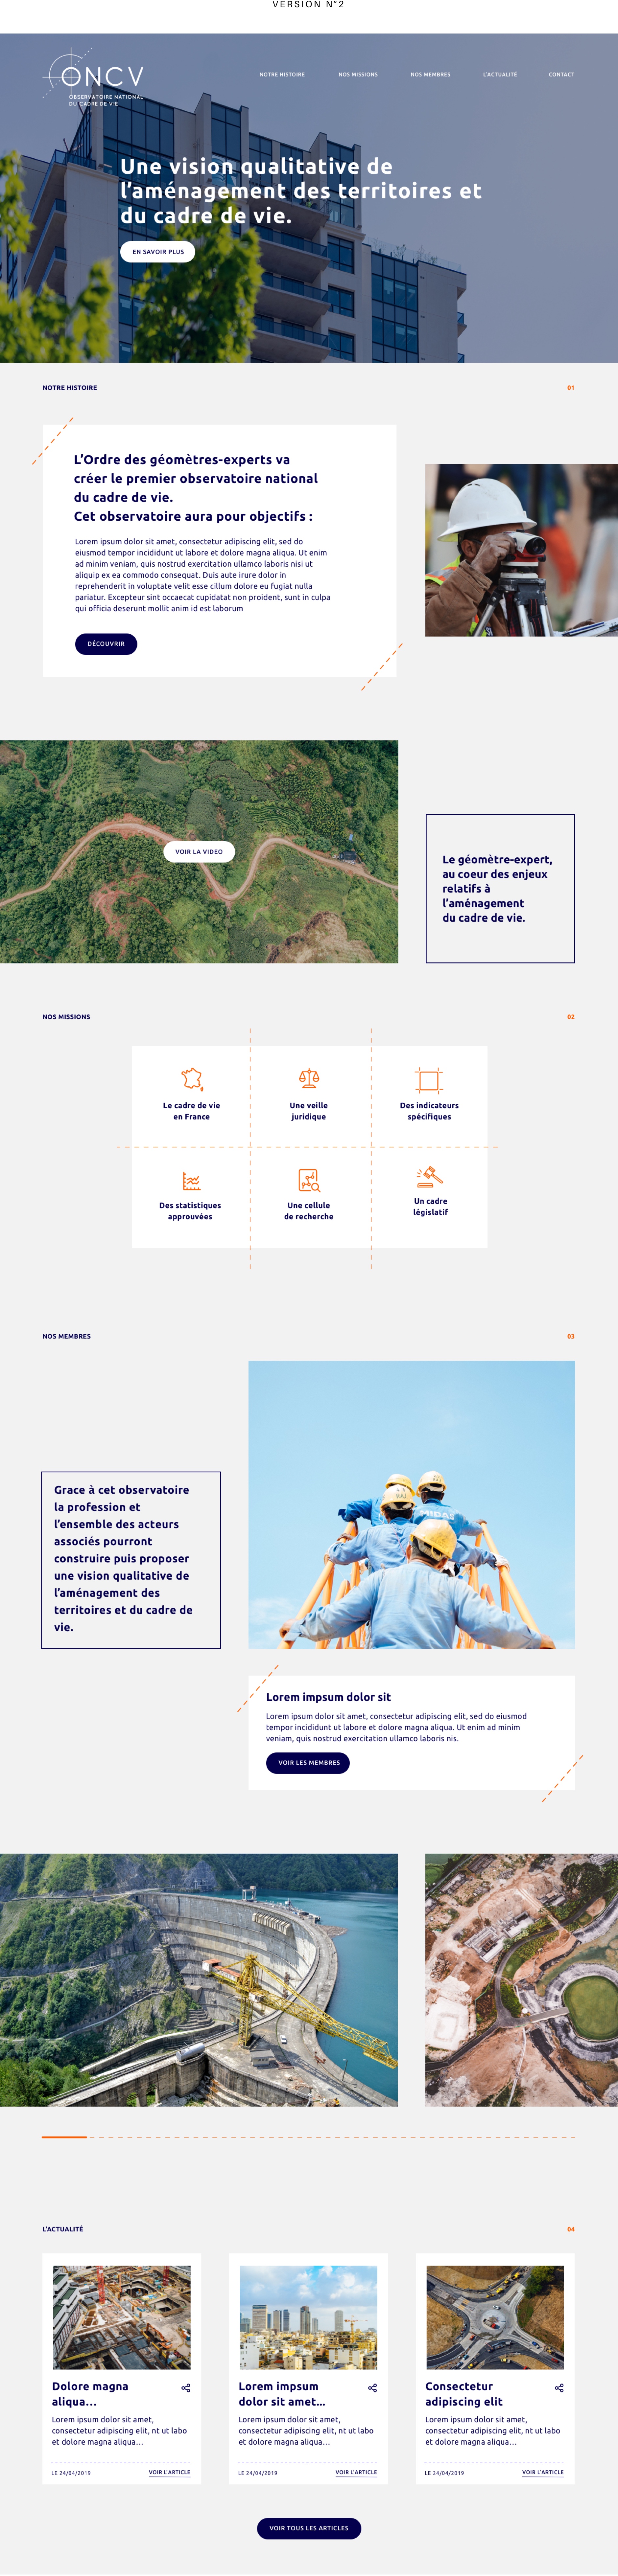 VERSION N°2
ONCV
OBSERVATOIRE NATIONAL
DU CADRE DE VIE
NOTRE HISTOIRE
NOS MISSIONS
NOS MEMBRES
L'ACTUALITÉ
CONTACT
Une vision qualitative de
l'aménagement des territoires et
du cadre de vie.
EN SAVOIR PLUS
NOTRE HISTOIRE
01
L'Ordre des géomètres-experts va
créer le premier observatoire national
du cadre de vie.
Cet observatoire aura pour objectifs :
Lorem ipsum dolor sit amet, consectetur adipiscing elit, sed do
eiusmod tempor incididunt ut labore et dolore magna aliqua. Ut enim
ad minim veniam, quis nostrud exercitation ullamco laboris nisi ut
aliquip ex ea commodo consequat. Duis aute irure dolor in
reprehenderit in voluptate velit esse cillum dolore eu fugiat nulla
pariatur. Excepteur sint occaecat cupidatat non proident, sunt in culpa
qui officia deserunt mollit anim id est laborum
DÉCOUVRIR
VOIR LA VIDEO
Le géomètre-expert,
au coeur des enjeux
relatifs à
l'aménagement
du cadre de vie.
NOS MISSIONS
02
Le cadre de vie
en France
Une veille
juridique
Des indicateurs
spécifiques
Des statistiques
approuvées
Une cellule
de recherche
Un cadre
législatif
NOS MEMBRES
03
Grace à cet observatoire
la profession et
l'ensemble des acteurs
associés pourront
construire puis proposer
une vision qualitative de
l'aménagement des
territoires et du cadre de
vie.
Lorem impsum dolor sit
Lorem ipsum dolor sit amet, consectetur adipiscing elit, sed do eiusmod
tempor incididunt ut labore et dolore magna aliqua. Ut enim ad minim
veniam, quis nostrud exercitation ullamco laboris nis.
VOIR LES MEMBRES
L'ACTUALITÉ
04
Dolore magna
aliqua...
Lorem ipsum dolor sit amet,
consectetur adipiscing elit, nt ut labo
et dolore magna aliqua...
LE 24/04/2019
VOIR L'ARTICLE
Lorem impsum
dolor sit amet...
Lorem ipsum dolor sit amet,
consectetur adipiscing elit, nt ut labo
et dolore magna aliqua...
LE 24/04/2019
VOIR L'ARTICLE
Consectetur
adipiscing elit
Lorem ipsum dolor sit amet,
consectetur adipiscing elit, nt ut labo
et dolore magna aliqua...
LE 24/04/2019
VOIR L'ARTICLE
VOIR TOUS LES ARTICLES